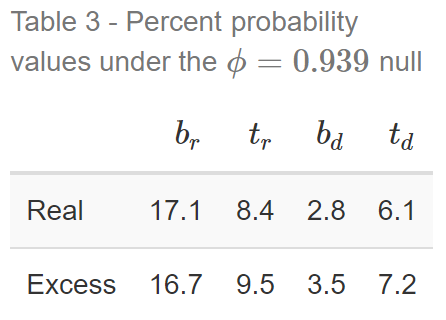 Table 3 - Percent probability
values under the ϕ = 0.939 null
b_r t_r b_d t_d
Real 17.1 8.4 2.8 6.1
Excess 16.7 9.5 3.5 7.2